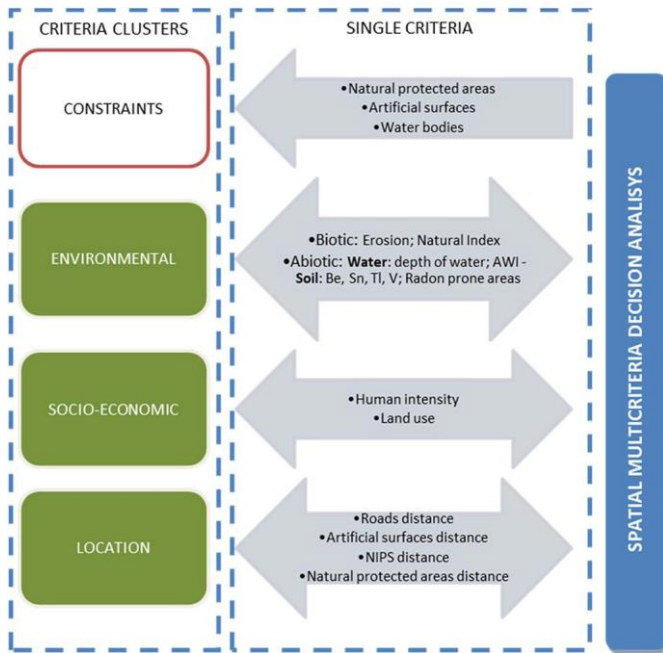 CRITERIA CLUSTERS
SINGLE CRITERIA
CONSTRAINTS
•Natural protected areas
•Artificial surfaces
•Water bodies
ENVIRONMENTAL
•Biotic: Erosion; Natural Index
•Abiotic: Water: depth of water; AWI -
Soil: Be, Sn, Tl, V; Radon prone areas
SOCIO-ECONOMIC
•Human intensity
•Land use
LOCATION
•Roads distance
•Artificial surfaces distance
•NIPS distance
•Natural protected areas distance
SPATIAL MULTICRITERIA DECISION ANALISYS